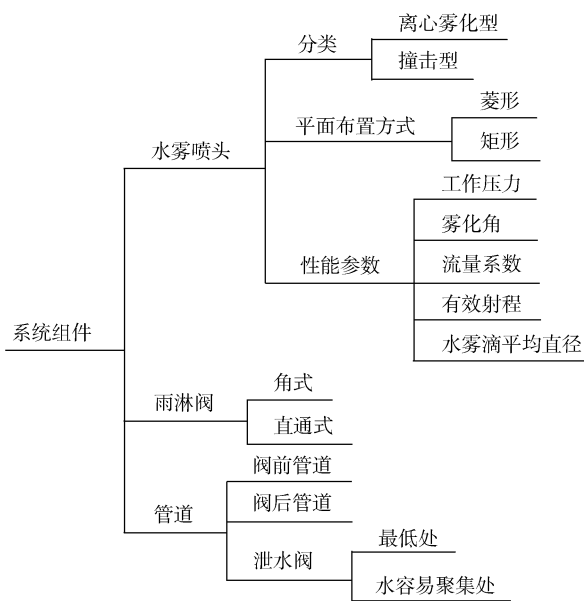 离心雾化型
分类
撞击型
菱形
平面布置方式
矩形
水雾喷头
工作压力
雾化角
性能参数
流量系数
有效射程
系统组件
水雾滴平均直径
角式
雨淋阀
直通式
阀前管道
管道
阀后管道
最低处
泄水阀
水容易聚集处